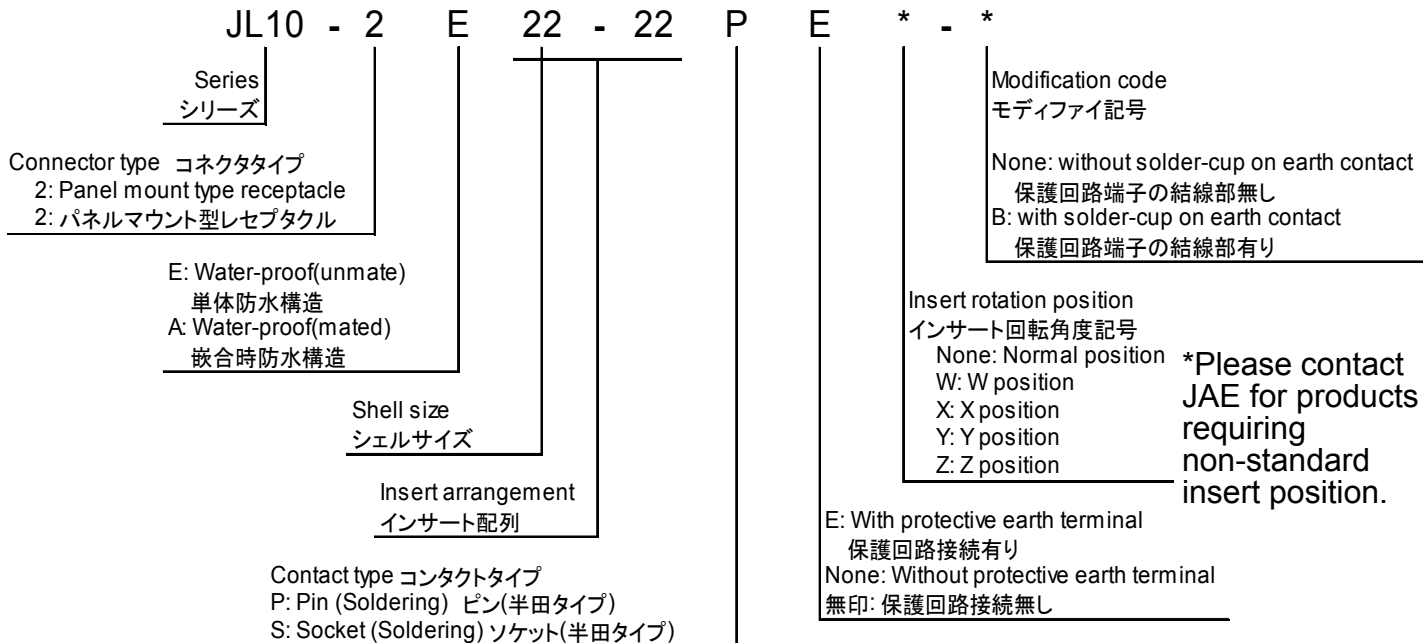 JL10 - 2 E 22 - 22 P E * - *
Series
シリーズ
Connector type コネクタタイプ
2: Panel mount type receptacle
2: パネルマウント型レセプタクル
E: Water-proof(unmate)
単体防水構造
A: Water-proof(mated)
嵌合時防水構造
Shell size
シェルサイズ
Insert arrangement
インサート配列
Contact type コンタクトタイプ
P: Pin (Soldering) ピン(半田タイプ)
S: Socket (Soldering) ソケット(半田タイプ)
Modification code
モディファイ記号
None: without solder-cup on earth contact
保護回路端子の結線部無し
B: with solder-cup on earth contact
保護回路端子の結線部有り
Insert rotation position
インサート回転角度記号
None: Normal position
W: W position
X: X position
Y: Y position
Z: Z position
*Please contact
JAE for products
requiring
non-standard
insert position.
E: With protective earth terminal
保護回路接続有り
None: Without protective earth terminal
無印: 保護回路接続無し